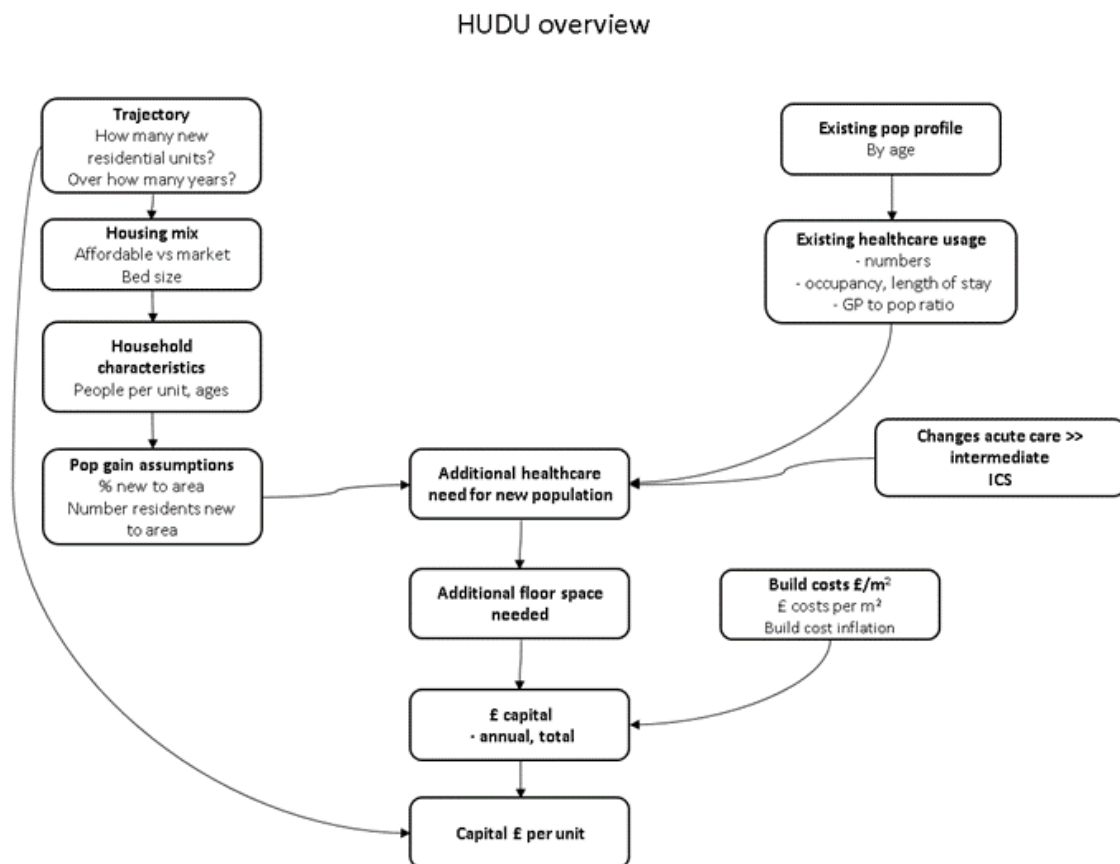 HUDU overview
Trajectory
How many new
residential units?
Over how many years?
Housing mix
Affordable vs market
Bed size
Household
characteristics
People per unit, ages
Pop gain assumptions
% new to area
Number residents new
to area
Existing pop profile
By age
Existing healthcare usage
- numbers
- occupancy, length of stay
- GP to pop ratio
Changes acute care >>
intermediate
ICS
Additional healthcare
need for new population
Additional floor space
needed
Build costs £/m²
£ costs per m²
Build cost inflation
£ capital
- annual, total
Capital £ per unit